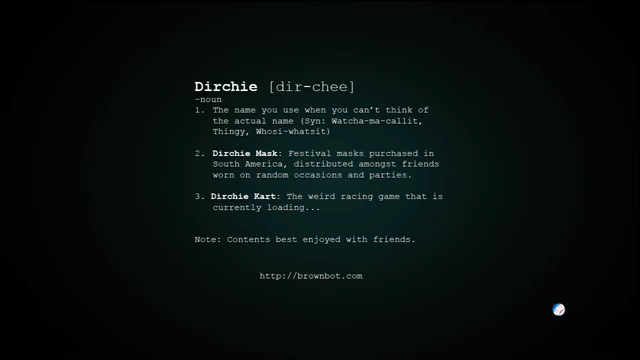 Dirchie [dir-chee]
-noun
1. The name you use when you can't think of
the actual name (Syn: Watcha-ma-callit,
Thingy, Whosi-whatsit)
2. Dirchie Mask: Festival masks purchased in
South America, distributed amongst friends
worn on random occasions and parties.
3. Dirchie Kart: The weird racing game that is
currently loading...
Note: Contents best enjoyed with friends.
http://brownbot.com